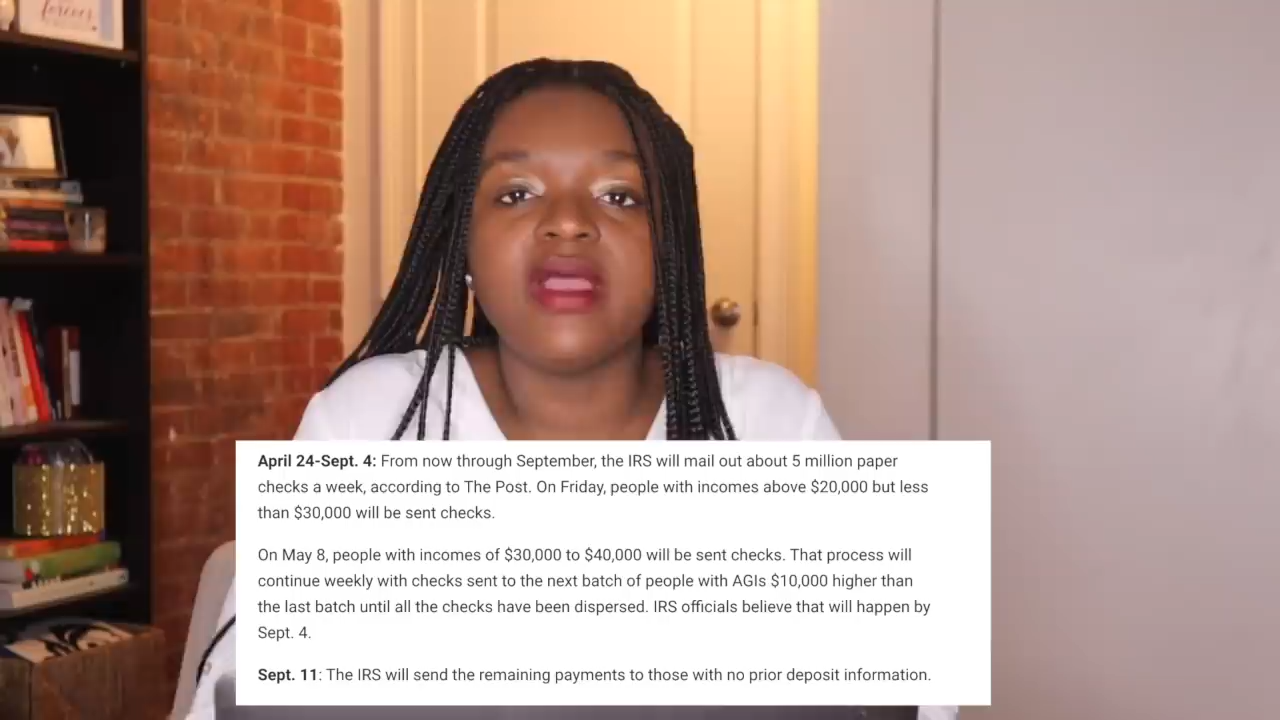 forever
April 24-Sept. 4: From now through September, the IRS will mail out about 5 million paper
checks a week, according to The Post. On Friday, people with incomes above $20,000 but less
than $30,000 will be sent checks.
On May 8, people with incomes of $30,000 to $40,000 will be sent checks. That process will
continue weekly with checks sent to the next batch of people with AGIs $10,000 higher than
the last batch until all the checks have been dispersed. IRS officials believe that will happen by
Sept. 4.
Sept. 11: The IRS will send the remaining payments to those with no prior deposit information.